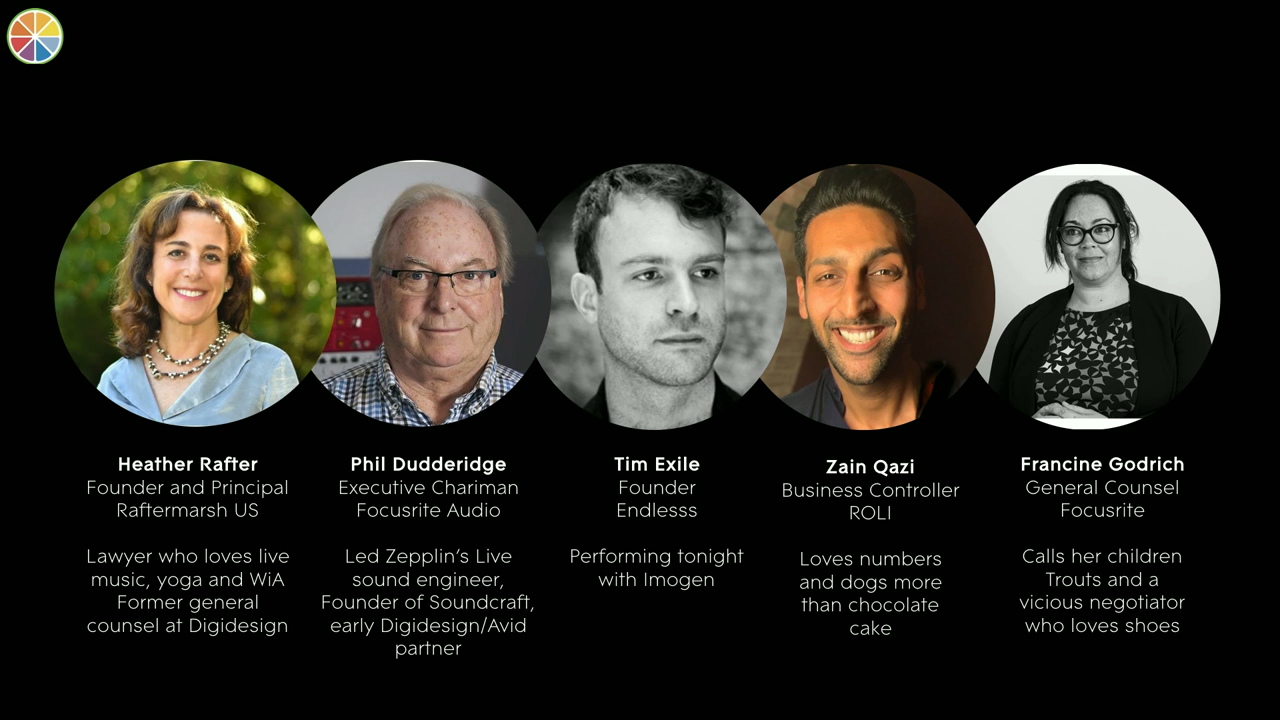 Heather Rafter
Founder and Principal
Raftermarsh US
Lawyer who loves live
music, yoga and WiA
Former general
counsel at Digidesign
Phil Dudderidge
Executive Chariman
Focusrite Audio
Led Zepplin's Live
sound engineer,
Founder of Soundcraft,
early Digidesign/Avid
partner
Tim Exile
Founder
Endlesss
Performing tonight
with Imogen
Zain Qazi
Business Controller
ROLI
Loves numbers
and dogs more
than chocolate
cake
Francine Godrich
General Counsel
Focusrite
Calls her children
Trouts and a
vicious negotiator
who loves shoes